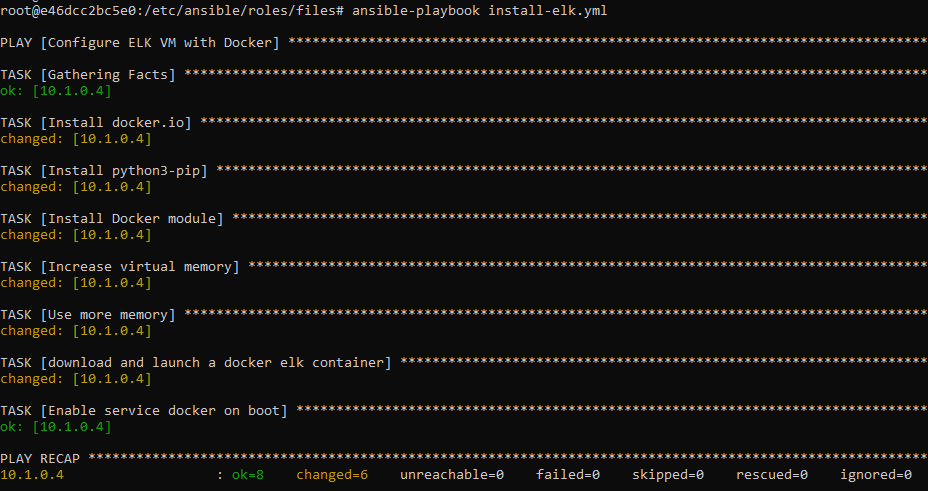 root@e46dcc2bc5e0:/etc/ansible/roles/files# ansible-playbook install-elk.yml
PLAY [Configure ELK VM with Docker] ********************************************************************************
TASK [Gathering Facts] *********************************************************************************************
ok: [10.1.0.4]
TASK [Install docker.io] *******************************************************************************************
changed: [10.1.0.4]
TASK [Install python3-pip] *****************************************************************************************
changed: [10.1.0.4]
TASK [Install Docker module] ***************************************************************************************
changed: [10.1.0.4]
TASK [Increase virtual memory] *************************************************************************************
changed: [10.1.0.4]
TASK [Use more memory] *********************************************************************************************
changed: [10.1.0.4]
TASK [download and launch a docker elk container] ******************************************************************
changed: [10.1.0.4]
TASK [Enable service docker on boot] *******************************************************************************
ok: [10.1.0.4]
PLAY RECAP *********************************************************************************************************
10.1.0.4                   : ok=8    changed=6    unreachable=0    failed=0    skipped=0    rescued=0    ignored=0